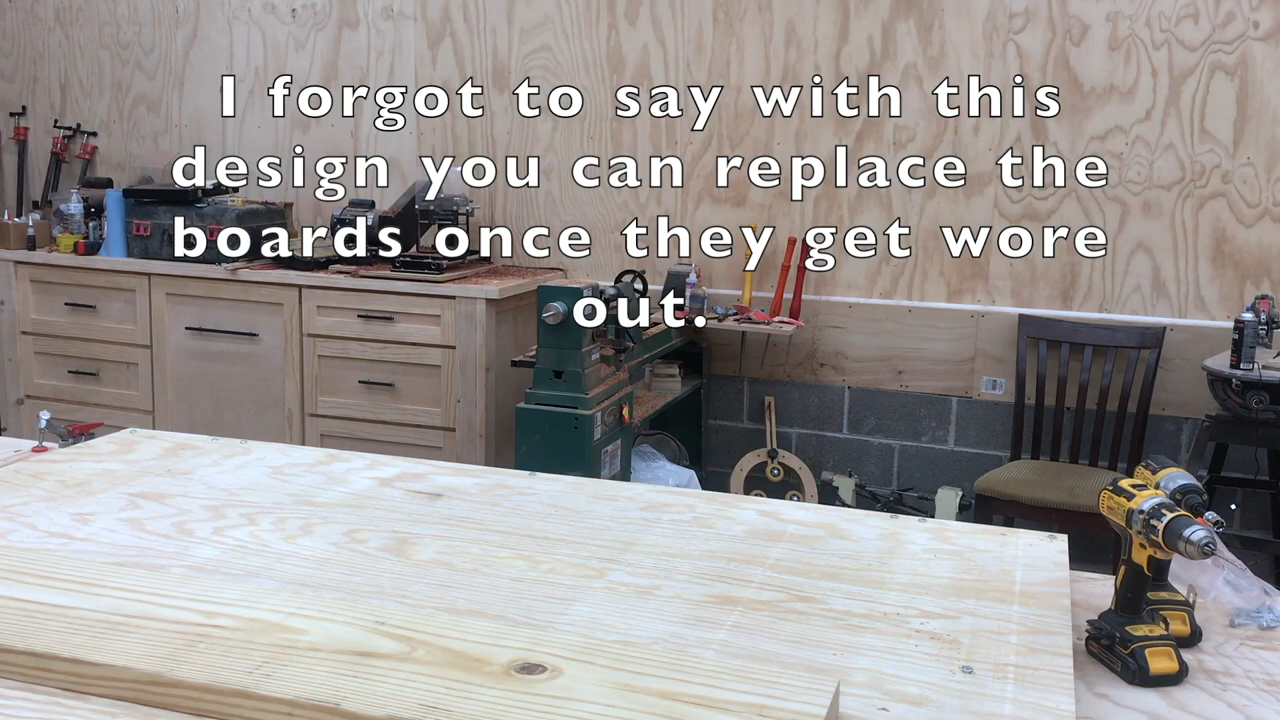 I forgot to say with this
design you can replace the
boards once they get wore
out.